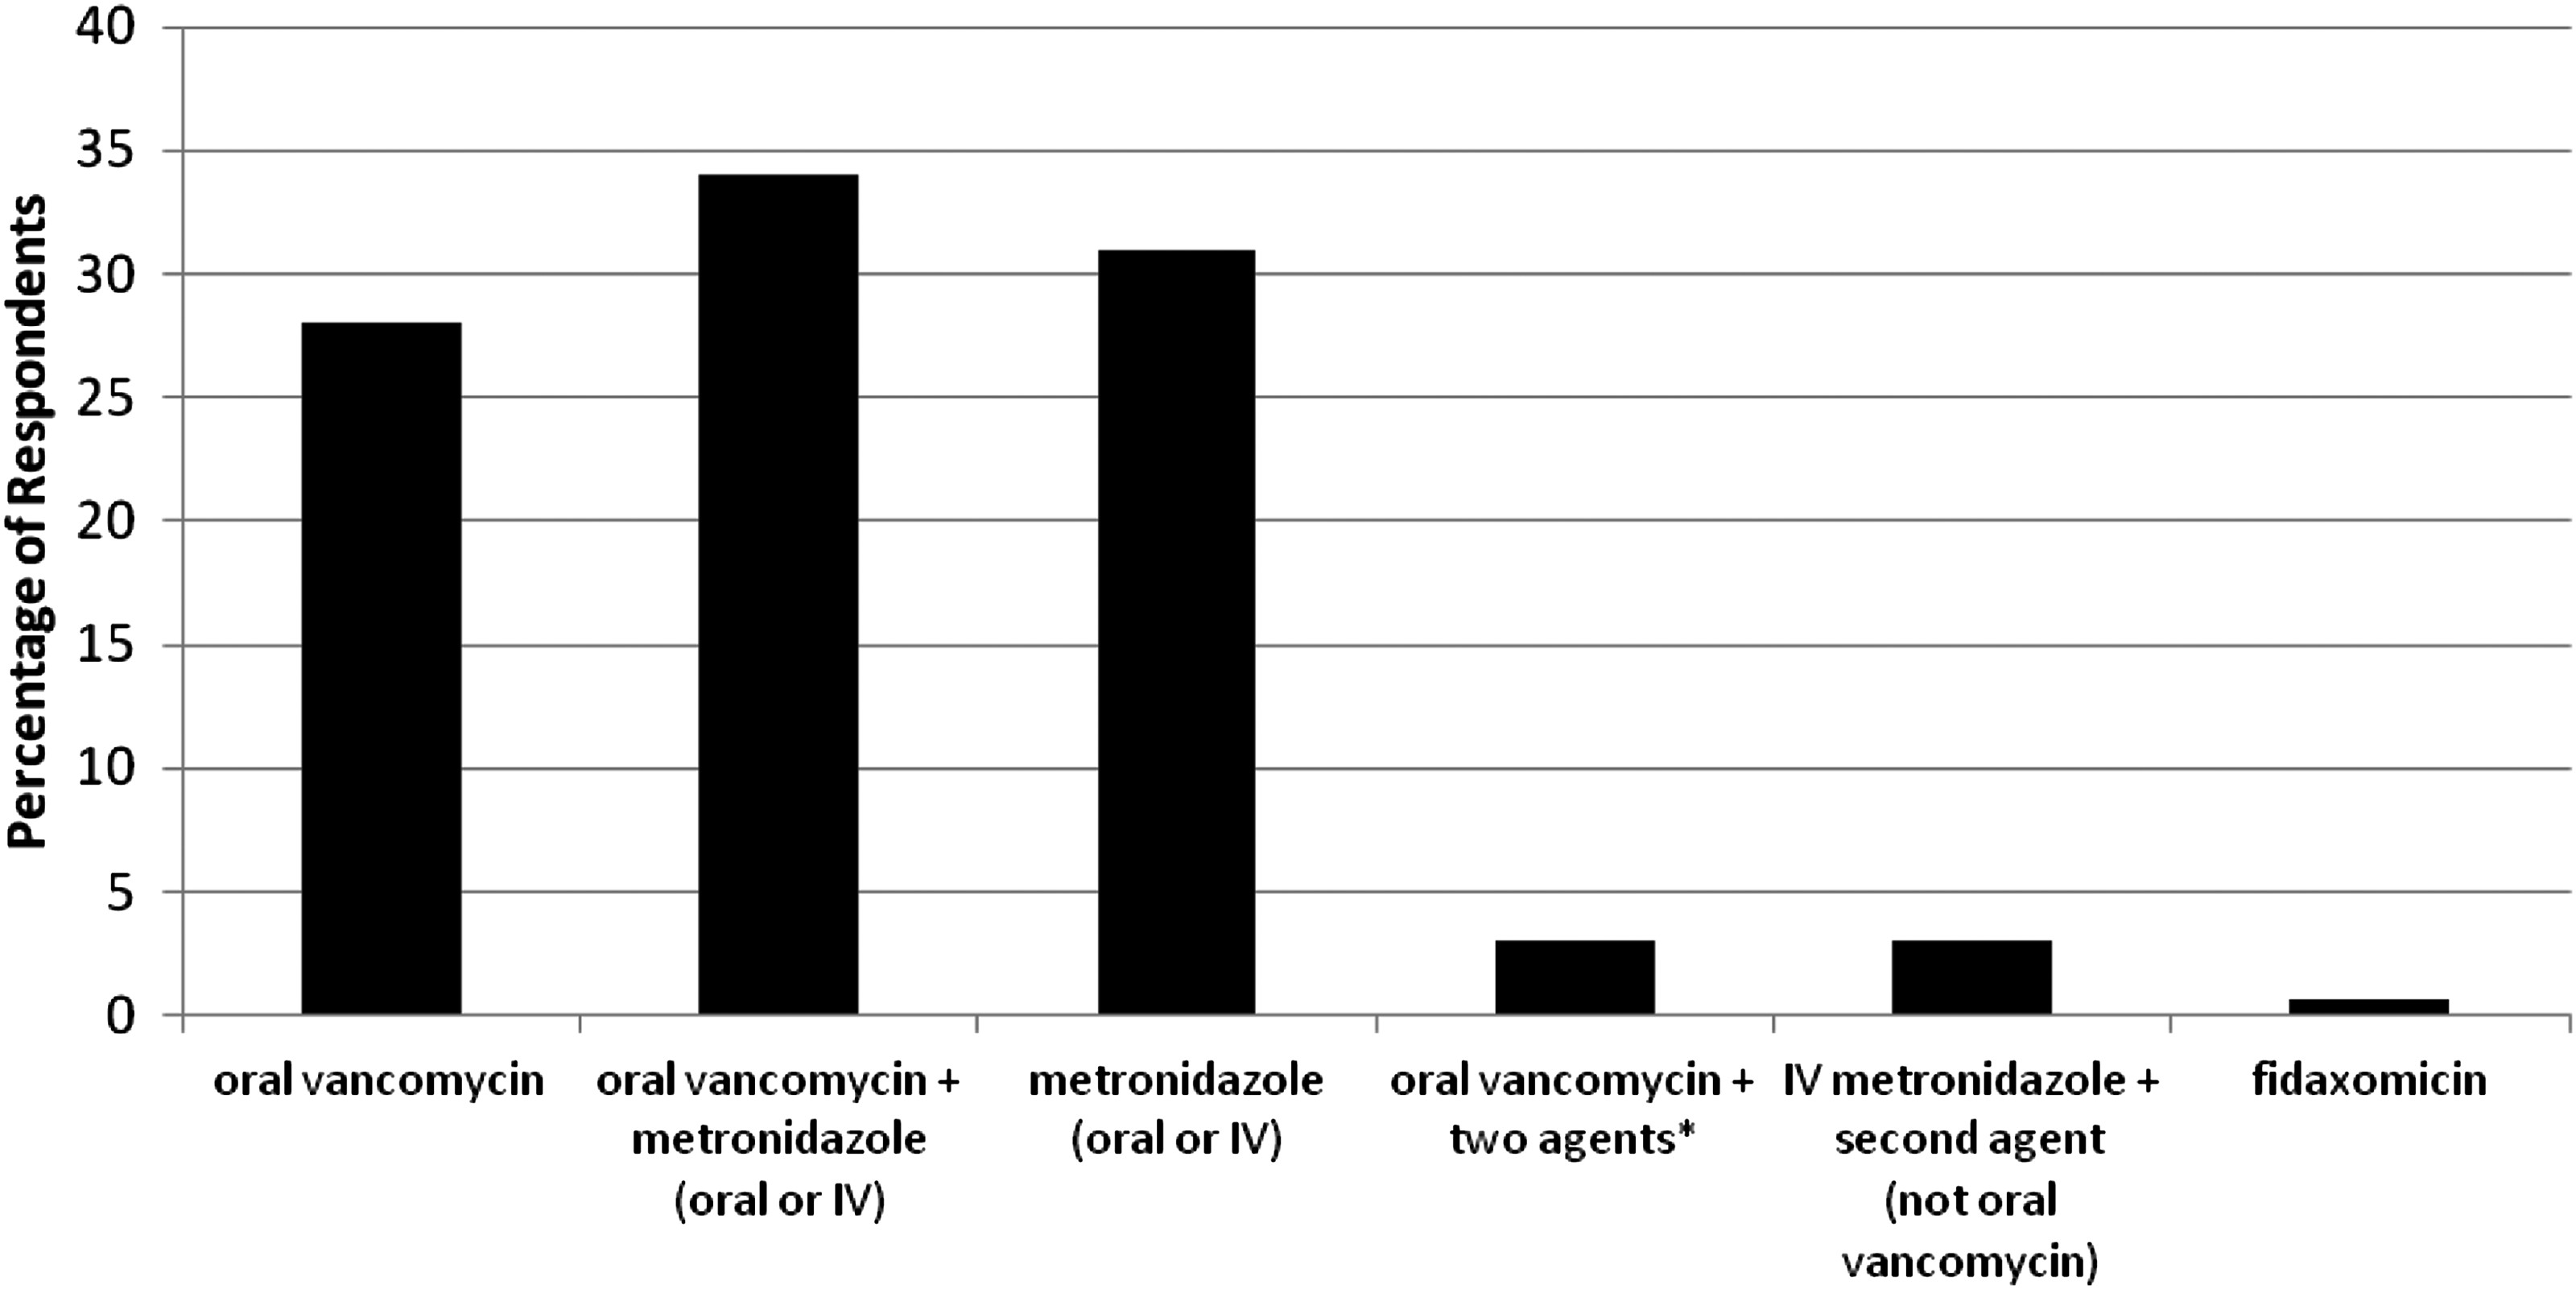 Percentage of Respondents
40
35
30
25
20
15
10
5
0
oral vancomycin
oral vancomycin +
metronidazole
(oral or IV)
metronidazole
(oral or IV)
oral vancomycin +
two agents*
IV metronidazole +
second agent
(not oral
vancomycin)
fidaxomicin